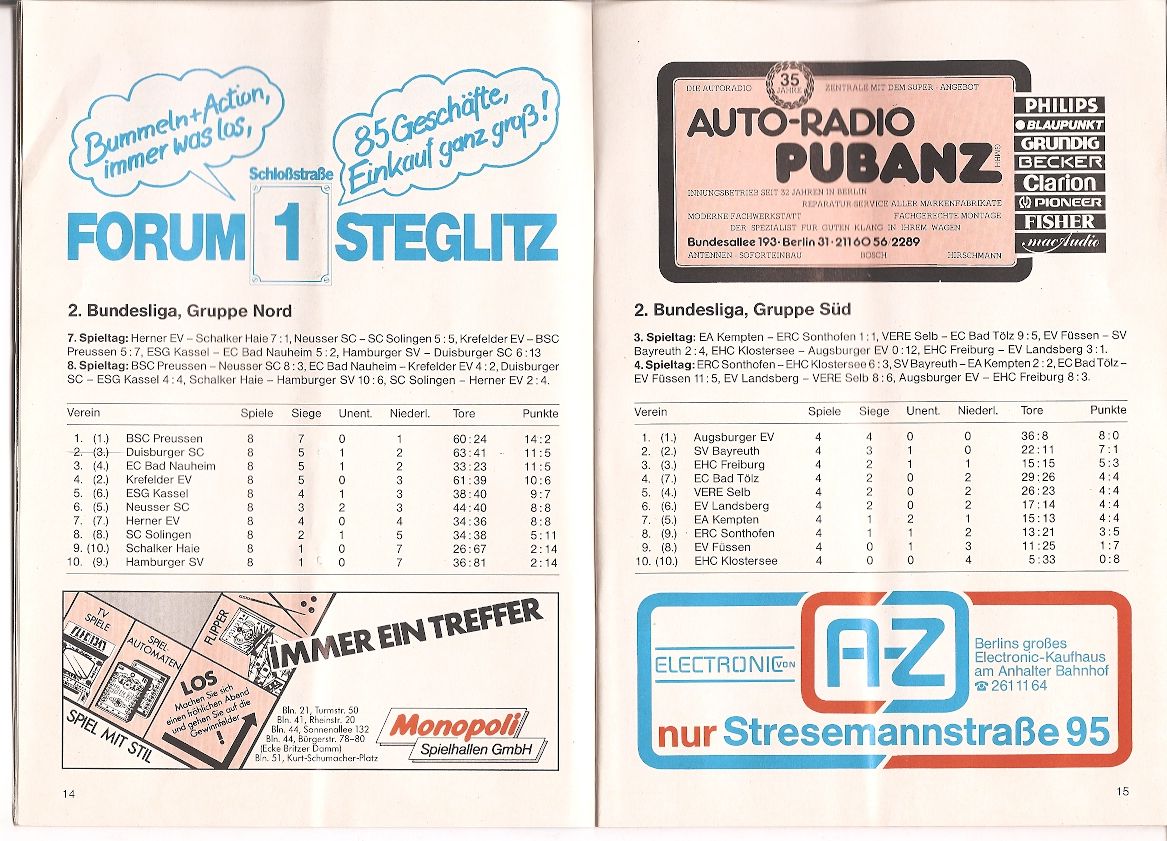 Bummeln+Action,
immer was los,
85 Geschäfte,
Einkauf ganz groß!
Schloßstraße
FORUM 1 STEGLITZ
2. Bundesliga, Gruppe Nord
7. Spieltag: Herner EV – Schalker Haie 7 : 1, Neusser SC – SC Solingen 5 : 5, Krefelder EV – BSC
Preussen 5 : 7, ESG Kassel – EC Bad Nauheim 5 : 2, Hamburger SV – Duisburger SC 6 : 13
8. Spieltag: BSC Preussen – Neusser SC 8 : 3, EC Bad Nauheim – Krefelder EV 4 : 2, Duisburger
SC – ESG Kassel 4 : 4, Schalker Haie – Hamburger SV 10 : 6, SC Solingen – Herner EV 2 : 4.
Verein Spiele Siege Unent. Niederl. Tore Punkte
1. (1.) BSC Preussen 8 7 0 1 60 : 24 14 : 2
2. (3.) Duisburger SC 8 5 1 2 63 : 41 11 : 5
3. (4.) EC Bad Nauheim 8 5 1 2 33 : 23 11 : 5
4. (2.) Krefelder EV 8 5 0 3 61 : 39 10 : 6
5. (6.) ESG Kassel 8 4 1 3 38 : 40 9 : 7
6. (5.) Neusser SC 8 3 2 3 44 : 40 8 : 8
7. (7.) Herner EV 8 4 0 4 34 : 36 8 : 8
8. (8.) SC Solingen 8 2 1 5 34 : 38 5 : 11
9. (10.) Schalker Haie 8 1 0 7 26 : 67 2 : 14
10. (9.) Hamburger SV 8 1 0 7 36 : 81 2 : 14
TV
SPIELE
SPIEL-
AUTOMATEN
FLIPPER
IMMER EIN TREFFER
LOS
Machen Sie sich
einen fröhlichen Abend
und gehen Sie auf die
Gewinnfelder
SPIEL MIT STIL
Bln. 21, Turmstr. 50
Bln. 41, Rheinstr. 20
Bln. 44, Sonnenallee 132
Bln. 44, Bürgerstr. 78–80
(Ecke Britzer Damm)
Bln. 51, Kurt-Schumacher-Platz
Monopoli
Spielhallen GmbH
14
DIE AUTORADIO 35 JAHRE ZENTRALE MIT DEM SUPER - ANGEBOT
AUTO-RADIO
PUBANZ GMBH
INNUNGSBETRIEB SEIT 32 JAHREN IN BERLIN
REPARATUR-SERVICE ALLER MARKENFABRIKATE
MODERNE FACHWERKSTATT FACHGERECHTE MONTAGE
DER SPEZIALIST FÜR GUTEN KLANG IN IHREM WAGEN
Bundesallee 193 · Berlin 31 · 211 60 56/2289
ANTENNEN - SOFORTEINBAU BOSCH HIRSCHMANN
PHILIPS
BLAUPUNKT
GRUNDIG
BECKER
Clarion
PIONEER
FISHER
macAudio
2. Bundesliga, Gruppe Süd
3. Spieltag: EA Kempten – ERC Sonthofen 1 : 1, VERE Selb – EC Bad Tölz 9 : 5, EV Füssen – SV
Bayreuth 2 : 4, EHC Klostersee – Augsburger EV 0 : 12, EHC Freiburg – EV Landsberg 3 : 1.
4. Spieltag: ERC Sonthofen – EHC Klostersee 6 : 3, SV Bayreuth – EA Kempten 2 : 2, EC Bad Tölz –
EV Füssen 11 : 5, EV Landsberg – VERE Selb 8 : 6, Augsburger EV – EHC Freiburg 8 : 3.
Verein Spiele Siege Unent. Niederl. Tore Punkte
1. (1.) Augsburger EV 4 4 0 0 36 : 8 8 : 0
2. (2.) SV Bayreuth 4 3 1 0 22 : 11 7 : 1
3. (3.) EHC Freiburg 4 2 1 1 15 : 15 5 : 3
4. (7.) EC Bad Tölz 4 2 0 2 29 : 26 4 : 4
5. (4.) VERE Selb 4 2 0 2 26 : 23 4 : 4
6. (6.) EV Landsberg 4 2 0 2 17 : 14 4 : 4
7. (5.) EA Kempten 4 1 2 1 15 : 13 4 : 4
8. (9.) ERC Sonthofen 4 1 1 2 13 : 21 3 : 5
9. (8.) EV Füssen 4 0 1 3 11 : 25 1 : 7
10. (10.) EHC Klostersee 4 0 0 4 5 : 33 0 : 8
ELECTRONIC VON A-Z
Berlins großes
Electronic-Kaufhaus
am Anhalter Bahnhof
☎ 261 11 64
nur Stresemannstraße 95
15